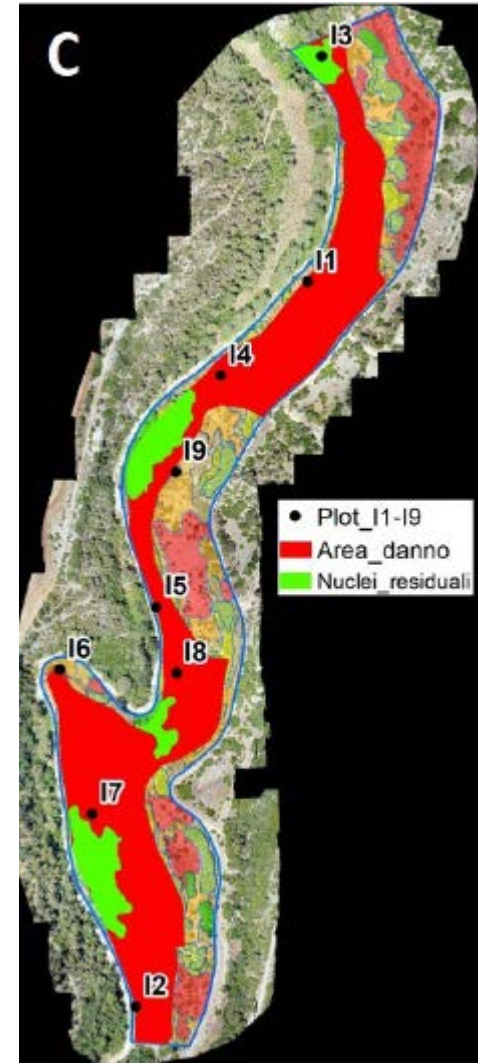 C
I3
I1
I4
I9
Plot_I1-I9
Area_danno
Nuclei_residuali
I5
I8
I6
I7
I2